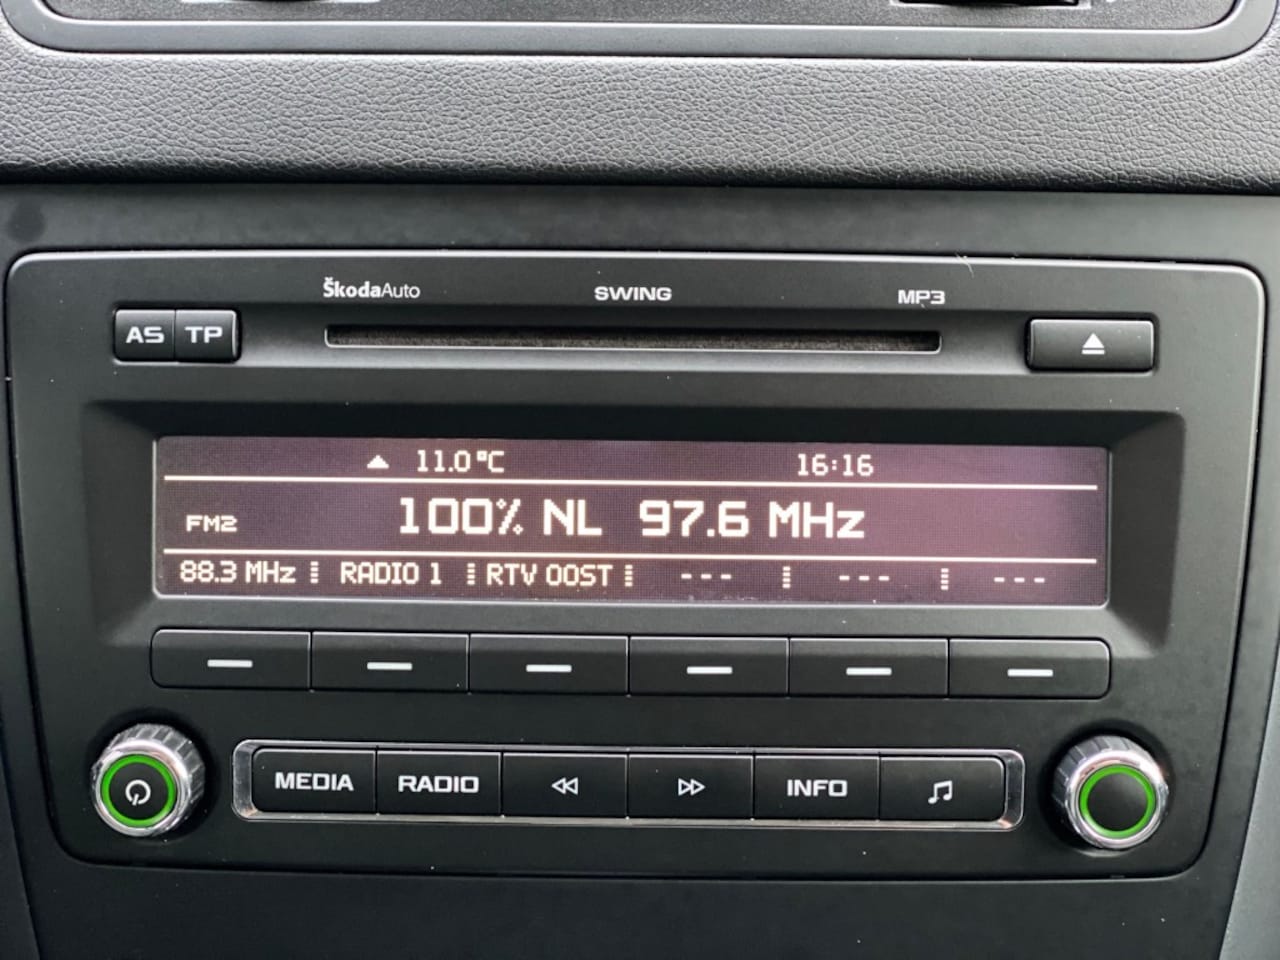 ŠkodaAuto SWING MP3
AS TP
11.0 °C 16:16
FM2 100% NL 97.6 MHz
88.3 MHz RADIO 1 RTV OOST --- --- ---
MEDIA RADIO INFO